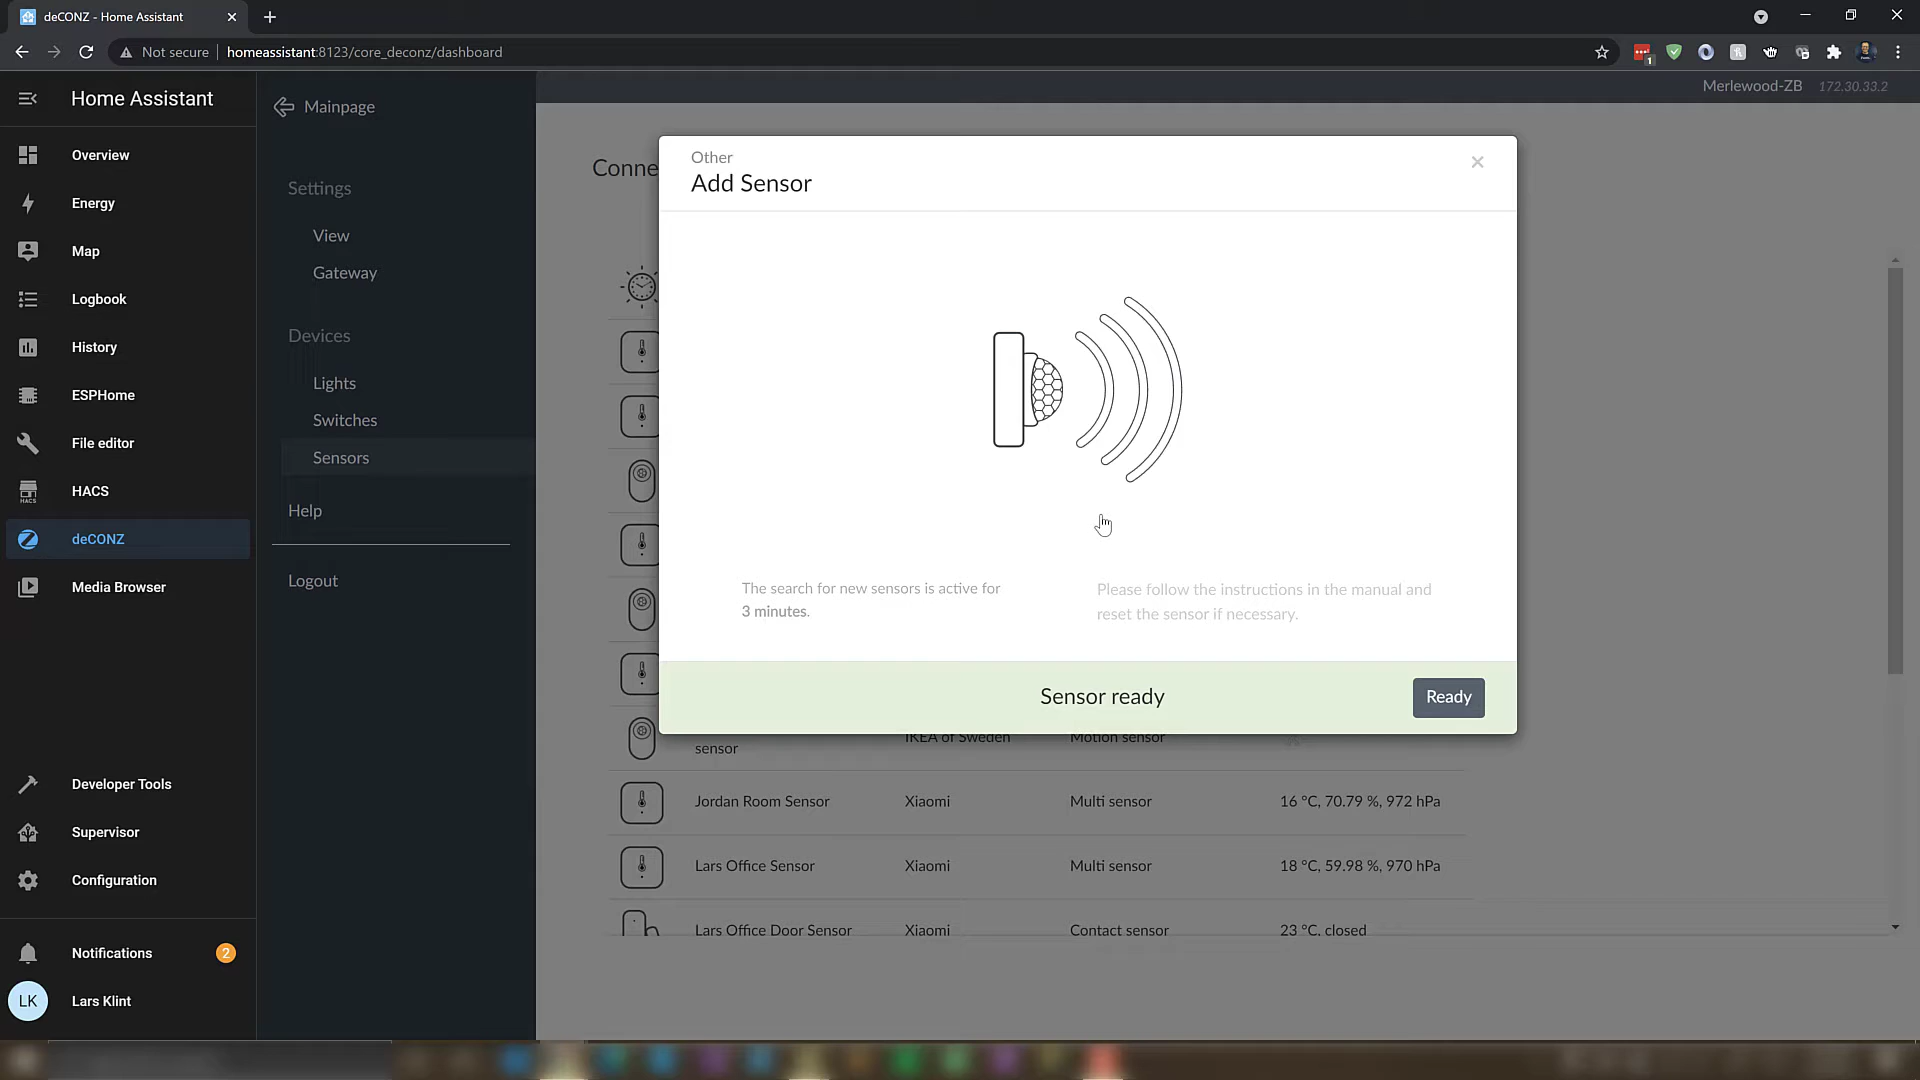 deCONZ - Home Assistant
Not secure
homeassistant:8123/core_deconz/dashboard
1
Home Assistant
Overview
Energy
Map
Logbook
History
ESPHome
File editor
HACS
HACS
deCONZ
Media Browser
Developer Tools
Supervisor
Configuration
Notifications
2
LK
Lars Klint
Mainpage
Settings
View
Gateway
Devices
Lights
Switches
Sensors
Help
Logout
Merlewood-ZB 172.30.33.2
Conne
Other
Add Sensor
The search for new sensors is active for
3 minutes.
Please follow the instructions in the manual and
reset the sensor if necessary.
Sensor ready
Ready
IKEA of Sweden Motion sensor
sensor
Jordan Room Sensor Xiaomi Multi sensor 16 °C, 70.79 %, 972 hPa
Lars Office Sensor Xiaomi Multi sensor 18 °C, 59.98 %, 970 hPa
Lars Office Door Sensor Xiaomi Contact sensor 23 °C, closed